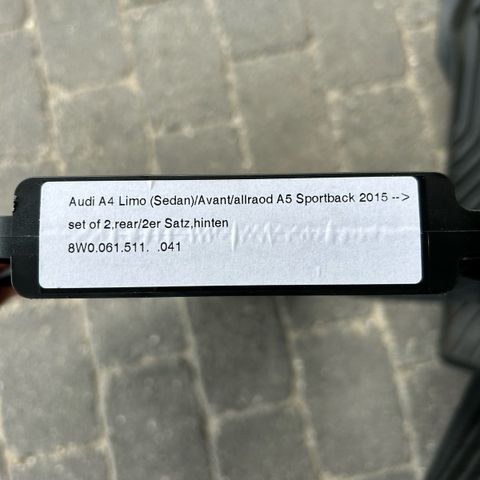 Audi A4 Limo (Sedan)/Avant/allraod A5 Sportback 2015 -->
set of 2,rear/2er Satz,hinten
8W0.061.511. .041